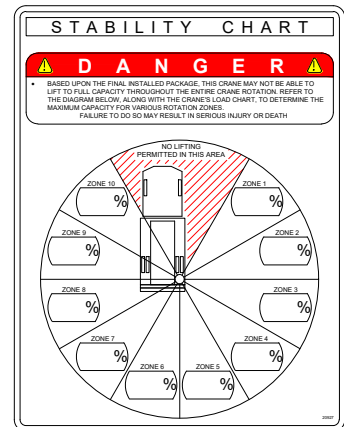 STABILITY CHART
DANGER
• BASED UPON THE FINAL INSTALLED PACKAGE, THIS CRANE MAY NOT BE ABLE TO
LIFT TO FULL CAPACITY THROUGHOUT THE ENTIRE CRANE ROTATION. REFER TO
THE DIAGRAM BELOW, ALONG WITH THE CRANE'S LOAD CHART, TO DETERMINE THE
MAXIMUM CAPACITY FOR VARIOUS ROTATION ZONES.
FAILURE TO DO SO MAY RESULT IN SERIOUS INJURY OR DEATH
NO LIFTING
PERMITTED IN THIS AREA
ZONE 10
%
ZONE 1
%
ZONE 9
%
ZONE 2
%
ZONE 8
%
ZONE 3
%
ZONE 7
%
ZONE 4
%
ZONE 6
%
ZONE 5
%